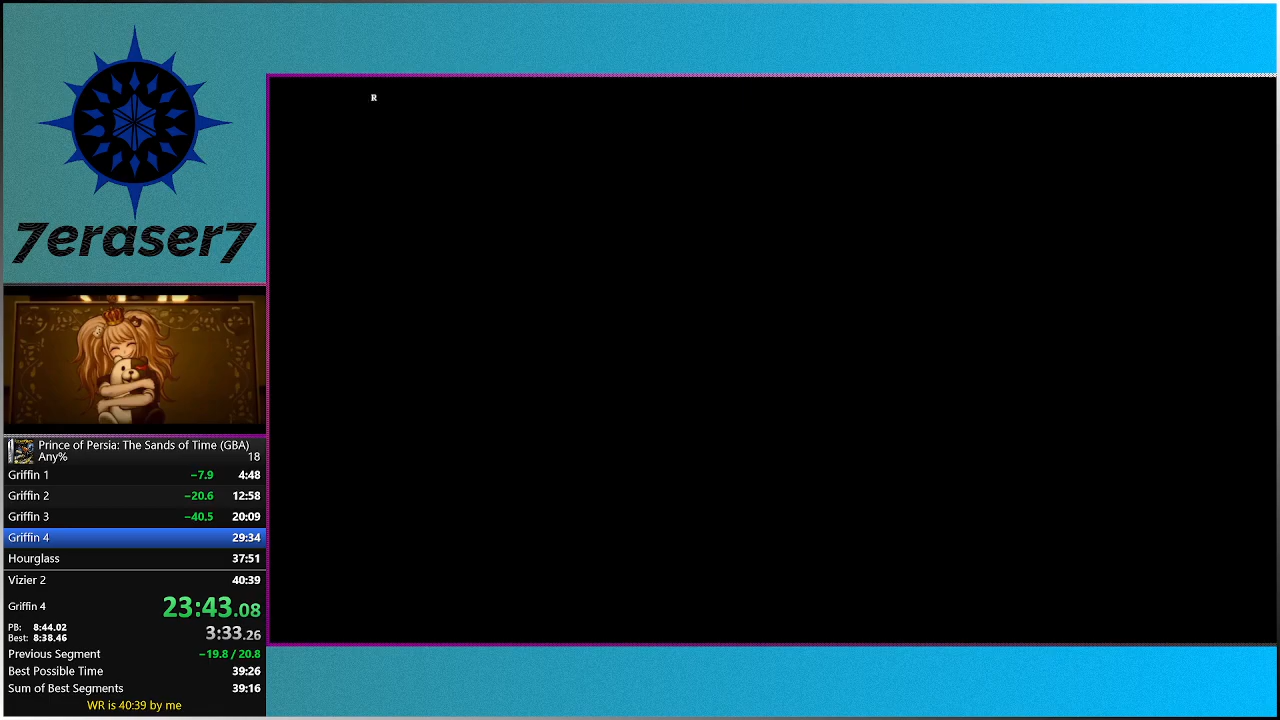 R
7eraser7
Prince of Persia: The Sands of Time (GBA)
Any% 18
Griffin 1 −7.9 4:48
Griffin 2 −20.6 12:58
Griffin 3 −40.5 20:09
Griffin 4 29:34
Hourglass 37:51
Vizier 2 40:39
Griffin 4 23:43.08
PB: 8:44.02
Best: 8:38.46 3:33.26
Previous Segment −19.8 / 20.8
Best Possible Time 39:26
Sum of Best Segments 39:16
WR is 40:39 by me